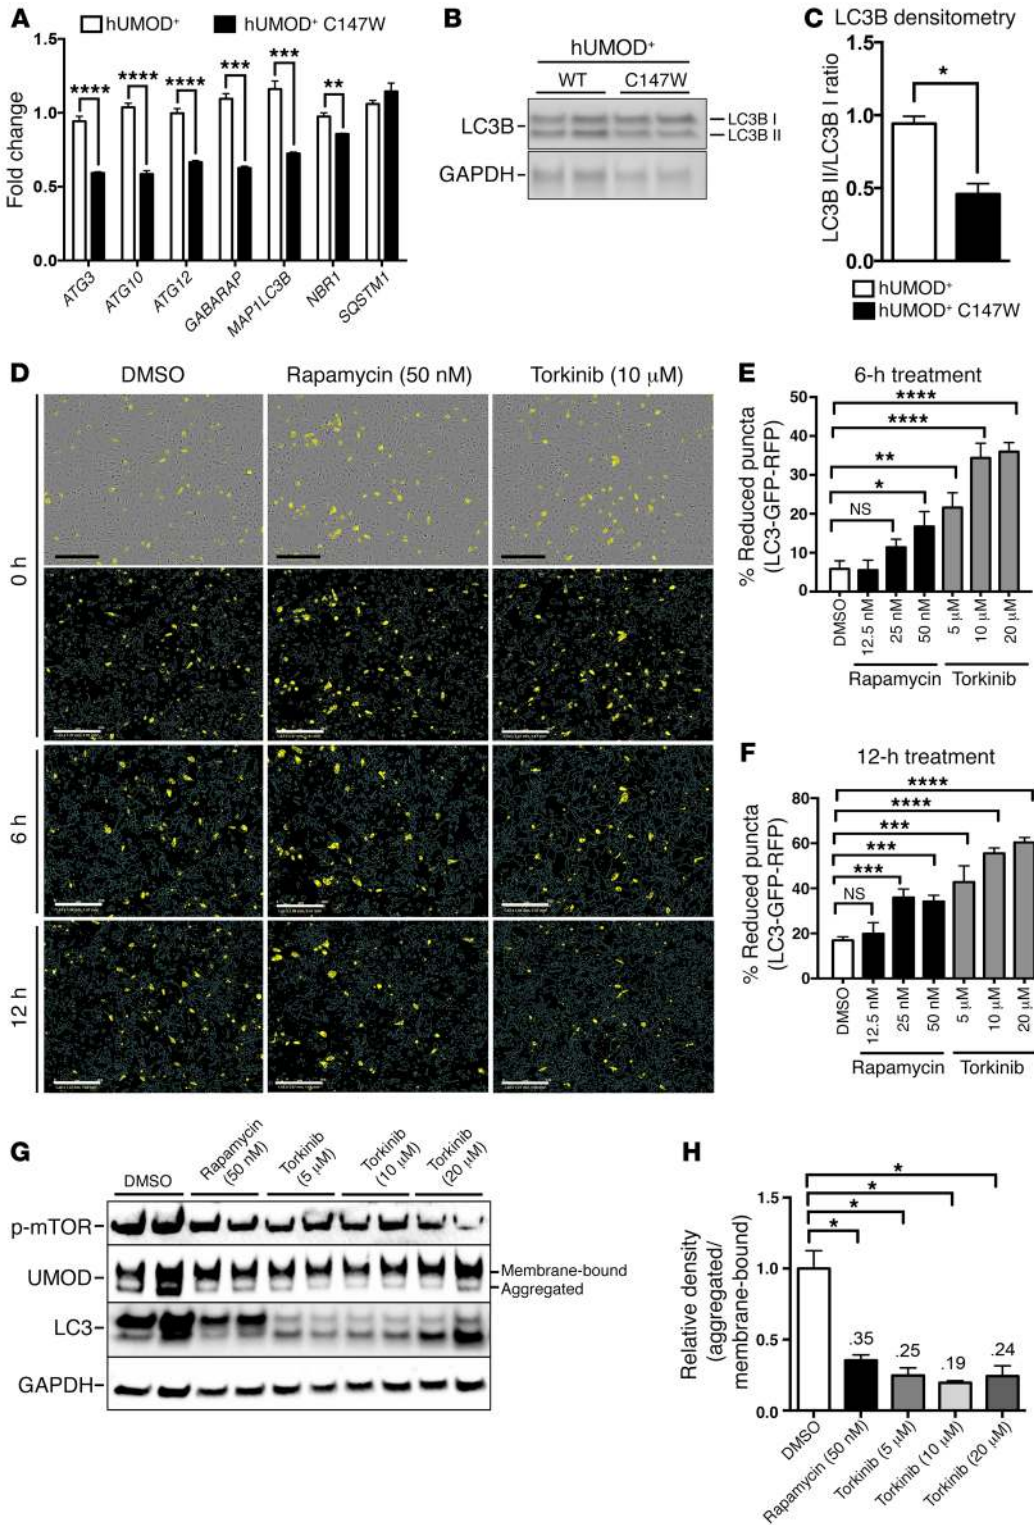 A
hUMOD⁺
hUMOD⁺ C147W
Fold change
1.5
1.0
0.5
0.0
****
****
****
***
***
**
ATG3
ATG10
ATG12
GABARAP
MAP1LC3B
NBR1
SQSTM1
B
hUMOD⁺
WT
C147W
LC3B
LC3B I
LC3B II
GAPDH
C
LC3B densitometry
LC3B II/LC3B I ratio
1.5
1.0
0.5
0.0
*
hUMOD⁺
hUMOD⁺ C147W
D
DMSO
Rapamycin (50 nM)
Torkinib (10 µM)
0 h
6 h
12 h
E
6-h treatment
% Reduced puncta
(LC3-GFP-RFP)
50
40
30
20
10
0
****
****
**
*
NS
DMSO
12.5 nM
25 nM
50 nM
5 µM
10 µM
20 µM
Rapamycin
Torkinib
F
12-h treatment
% Reduced puncta
(LC3-GFP-RFP)
80
60
40
20
0
****
****
***
***
***
NS
DMSO
12.5 nM
25 nM
50 nM
5 µM
10 µM
20 µM
Rapamycin
Torkinib
G
DMSO
Rapamycin
(50 nM)
Torkinib
(5 µM)
Torkinib
(10 µM)
Torkinib
(20 µM)
p-mTOR
UMOD
Membrane-bound
Aggregated
LC3
GAPDH
H
Relative density
(aggregated/
membrane-bound)
1.5
1.0
0.5
0.0
*
*
*
*
.35
.25
.19
.24
DMSO
Rapamycin (50 nM)
Torkinib (5 µM)
Torkinib (10 µM)
Torkinib (20 µM)